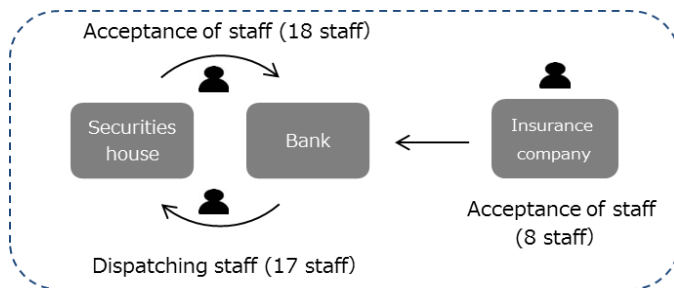 Acceptance of staff (18 staff)
Securities
house
Bank
Insurance
company
Acceptance of staff
(8 staff)
Dispatching staff (17 staff)